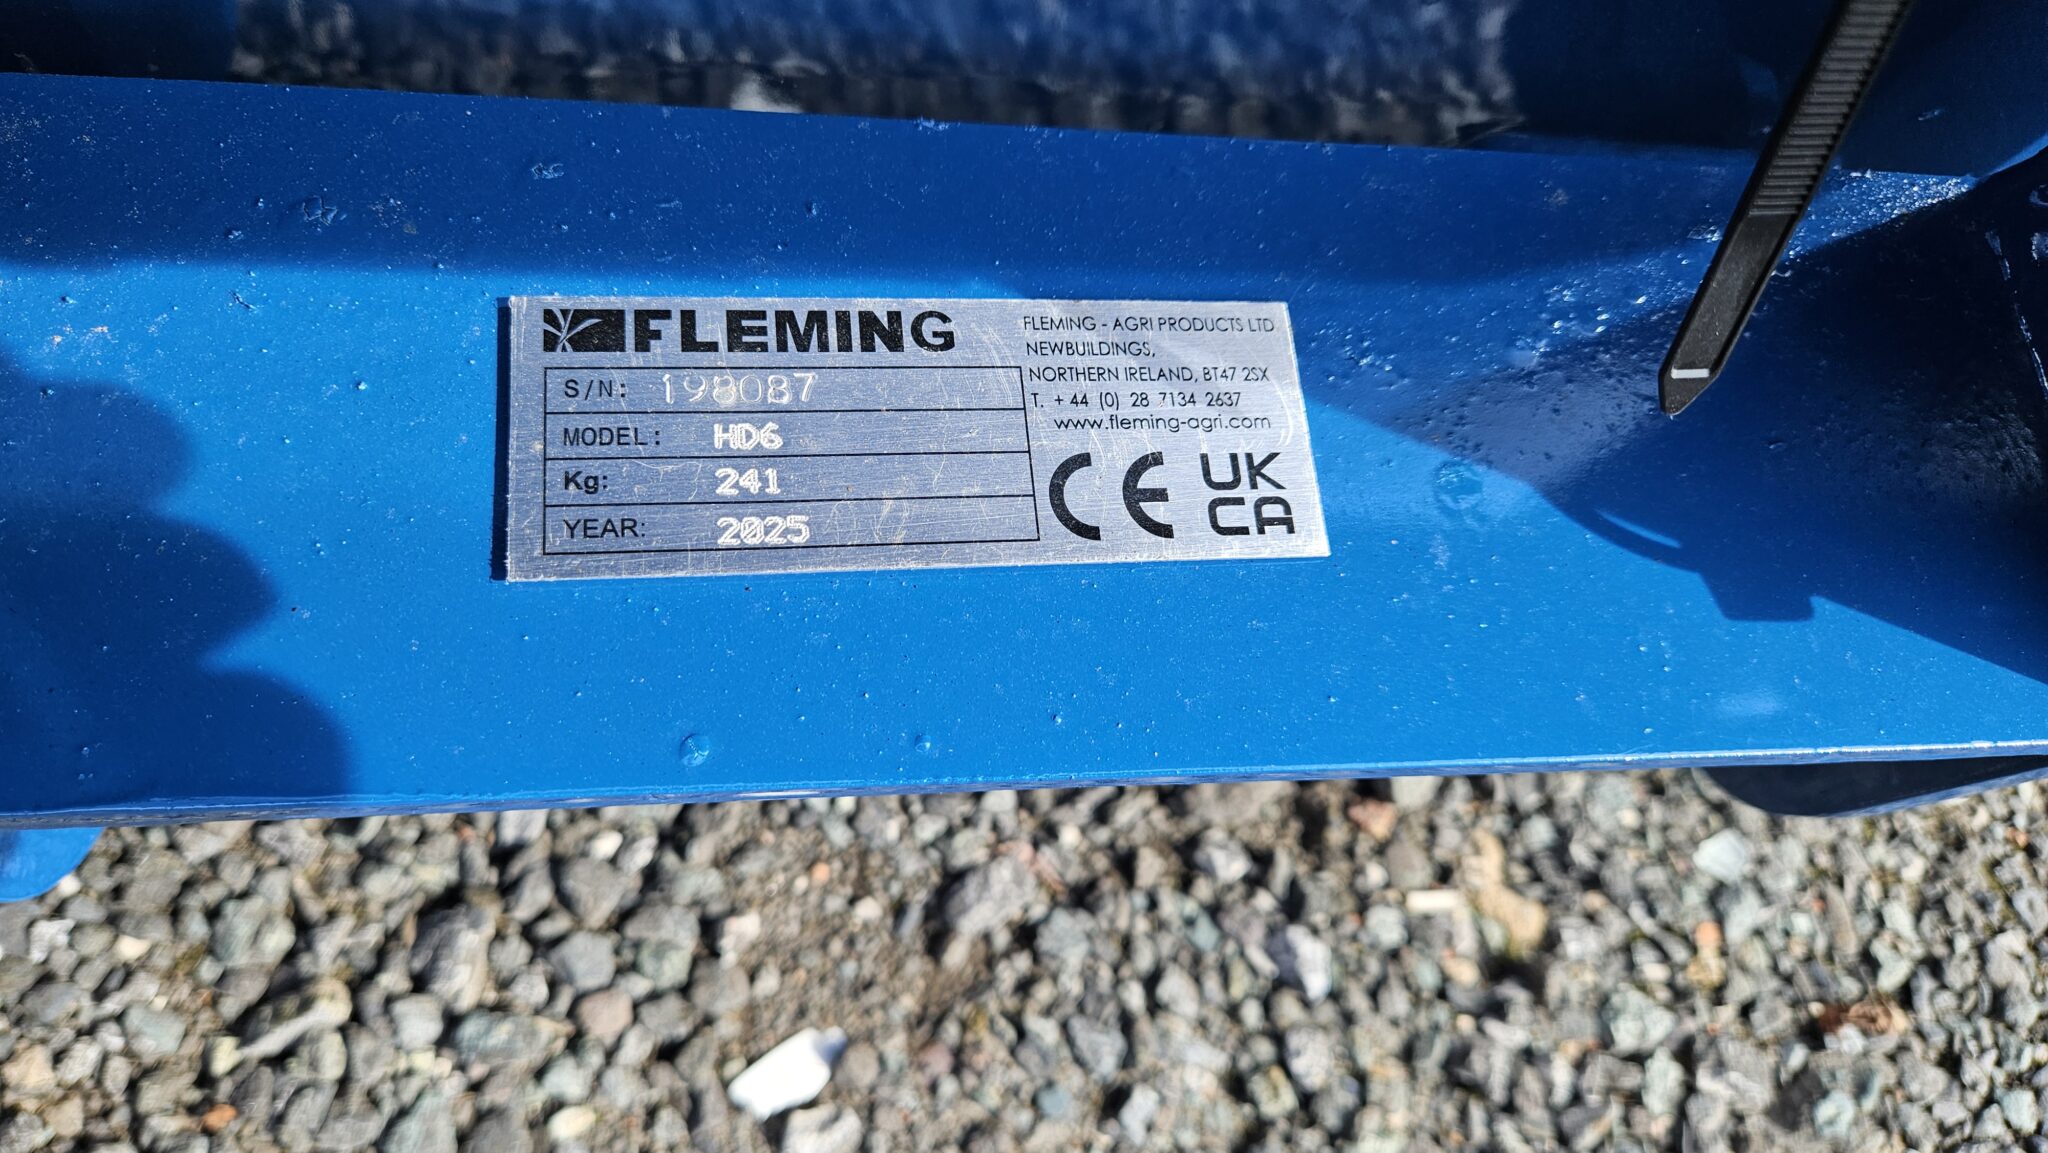 FLEMING
S/N: 198087
MODEL: HD6
Kg: 241
YEAR: 2025
FLEMING - AGRI PRODUCTS LTD
NEWBUILDINGS,
NORTHERN IRELAND, BT47 2SX
T. + 44 (0) 28 7134 2637
www.fleming-agri.com
CE
UK
CA